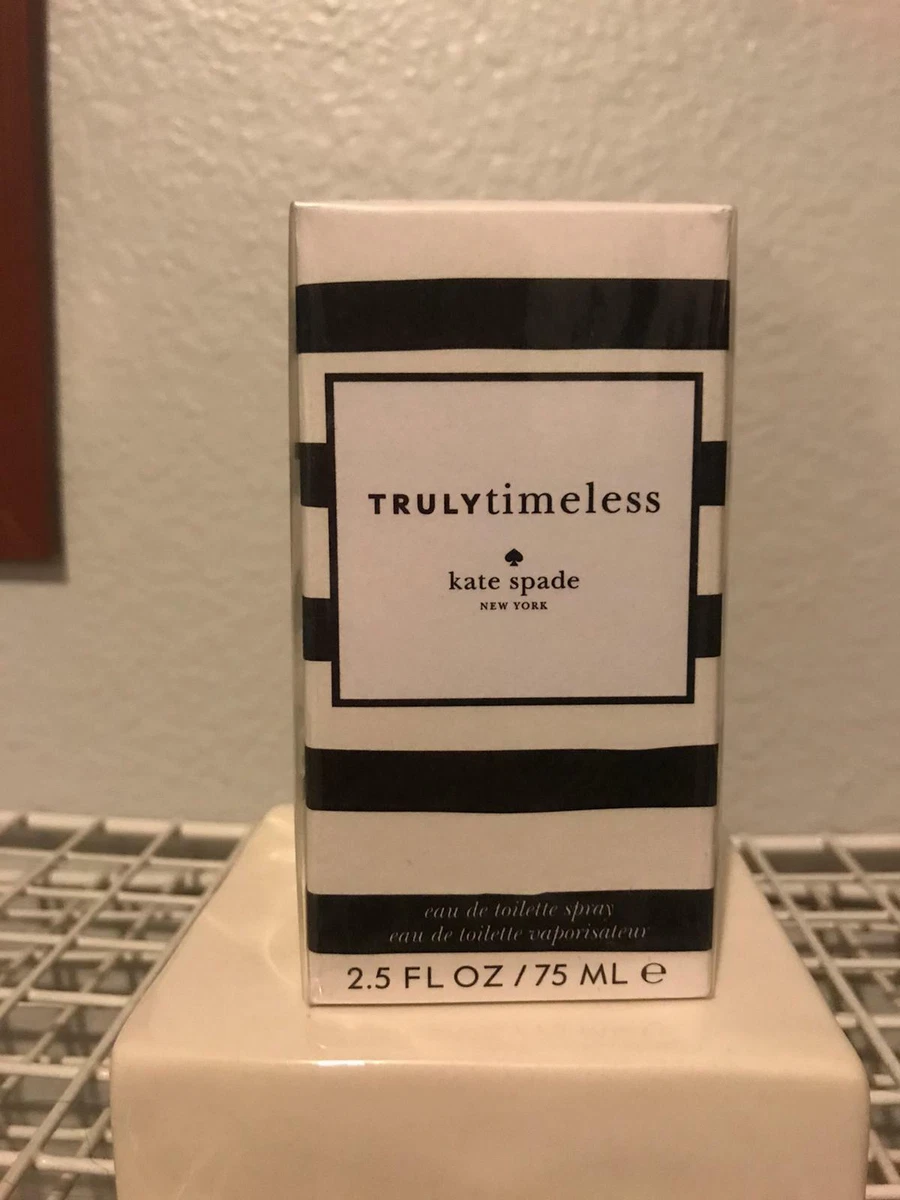 TRULYtimeless
kate spade
NEW YORK
eau de toilette spray
eau de toilette vaporisateur
2.5 FL OZ / 75 ML ℮